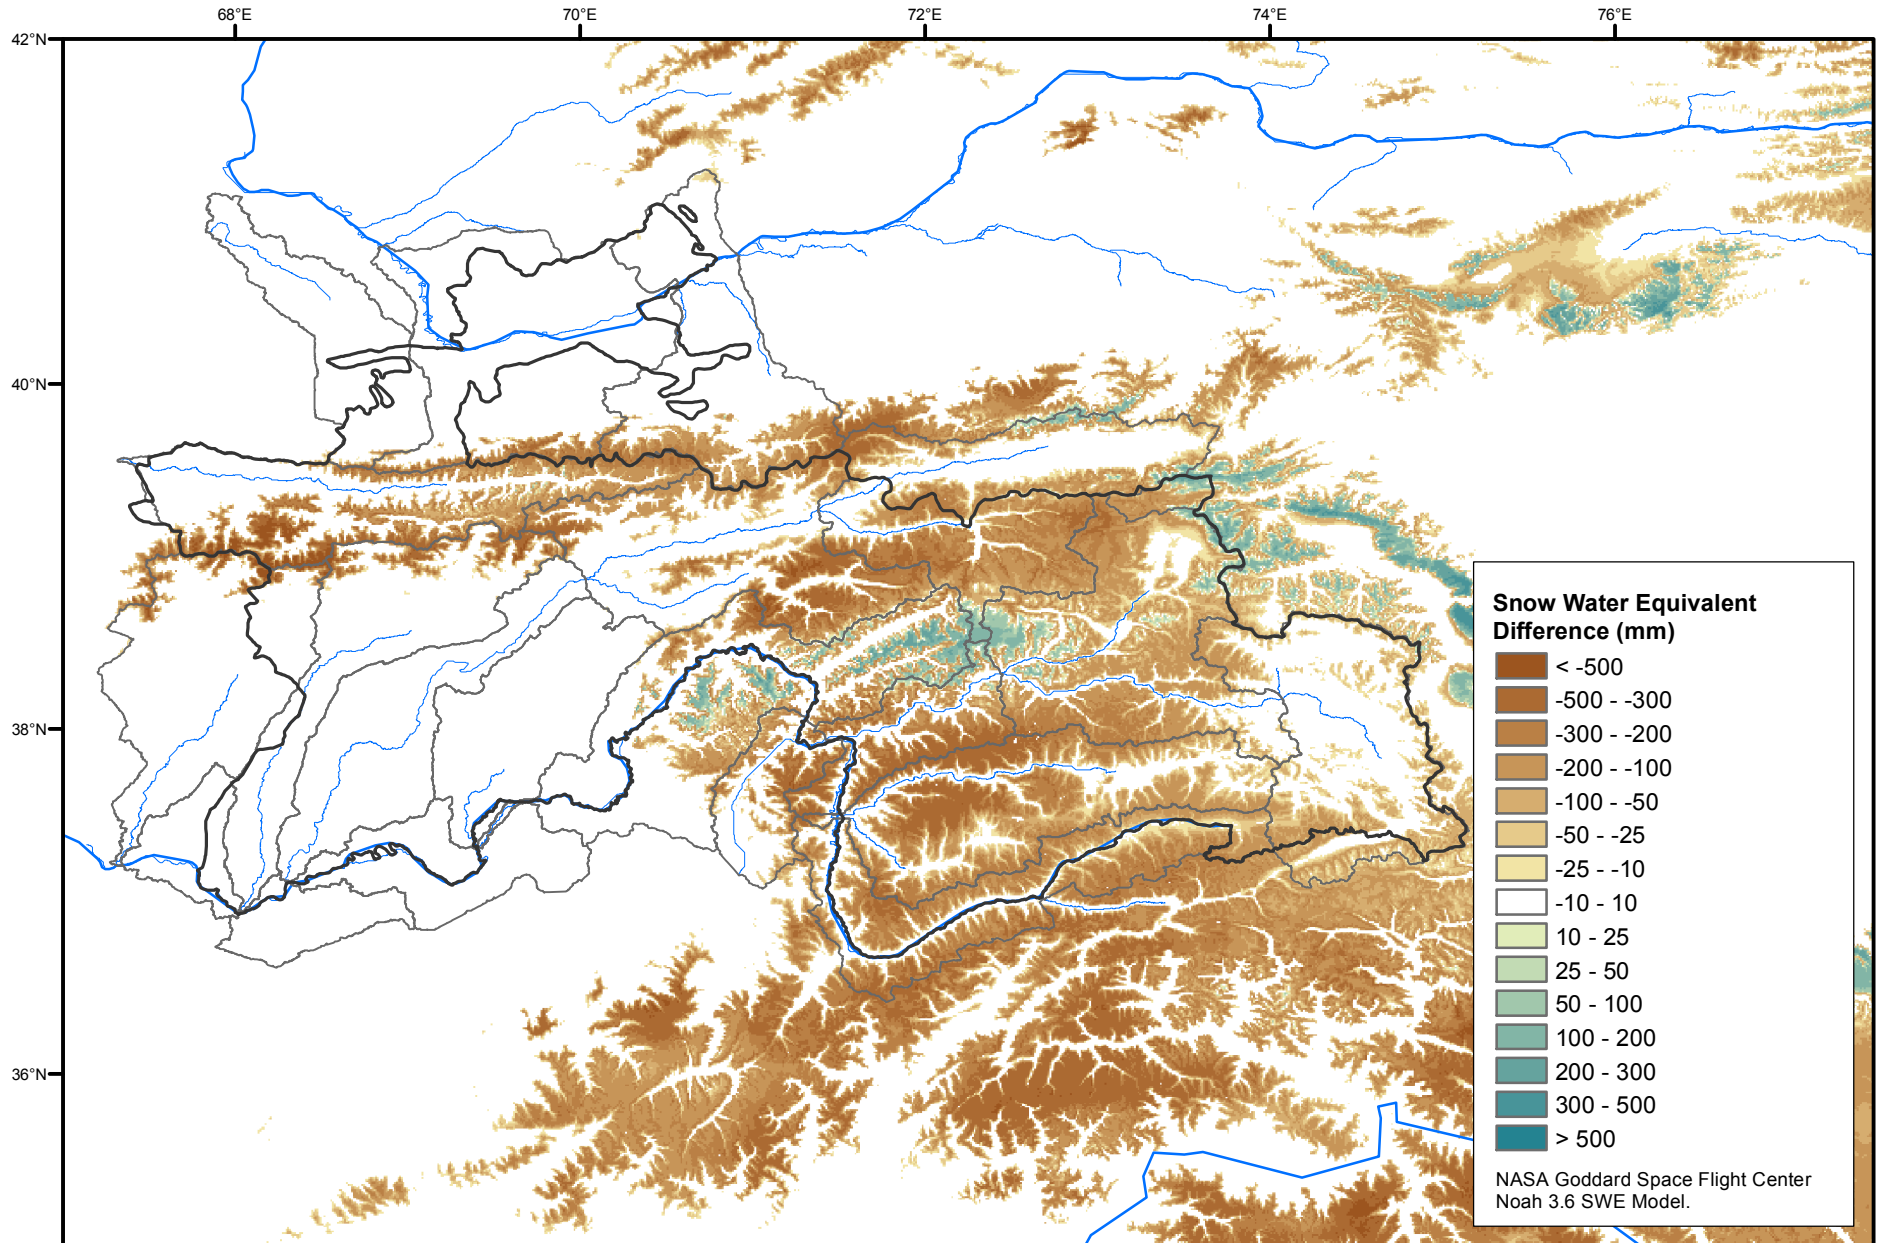 68°E 70°E 72°E 74°E 76°E
42°N
40°N
38°N
36°N
Snow Water Equivalent
Difference (mm)
< -500
-500 - -300
-300 - -200
-200 - -100
-100 - -50
-50 - -25
-25 - -10
-10 - 10
10 - 25
25 - 50
50 - 100
100 - 200
200 - 300
300 - 500
> 500
NASA Goddard Space Flight Center
Noah 3.6 SWE Model.